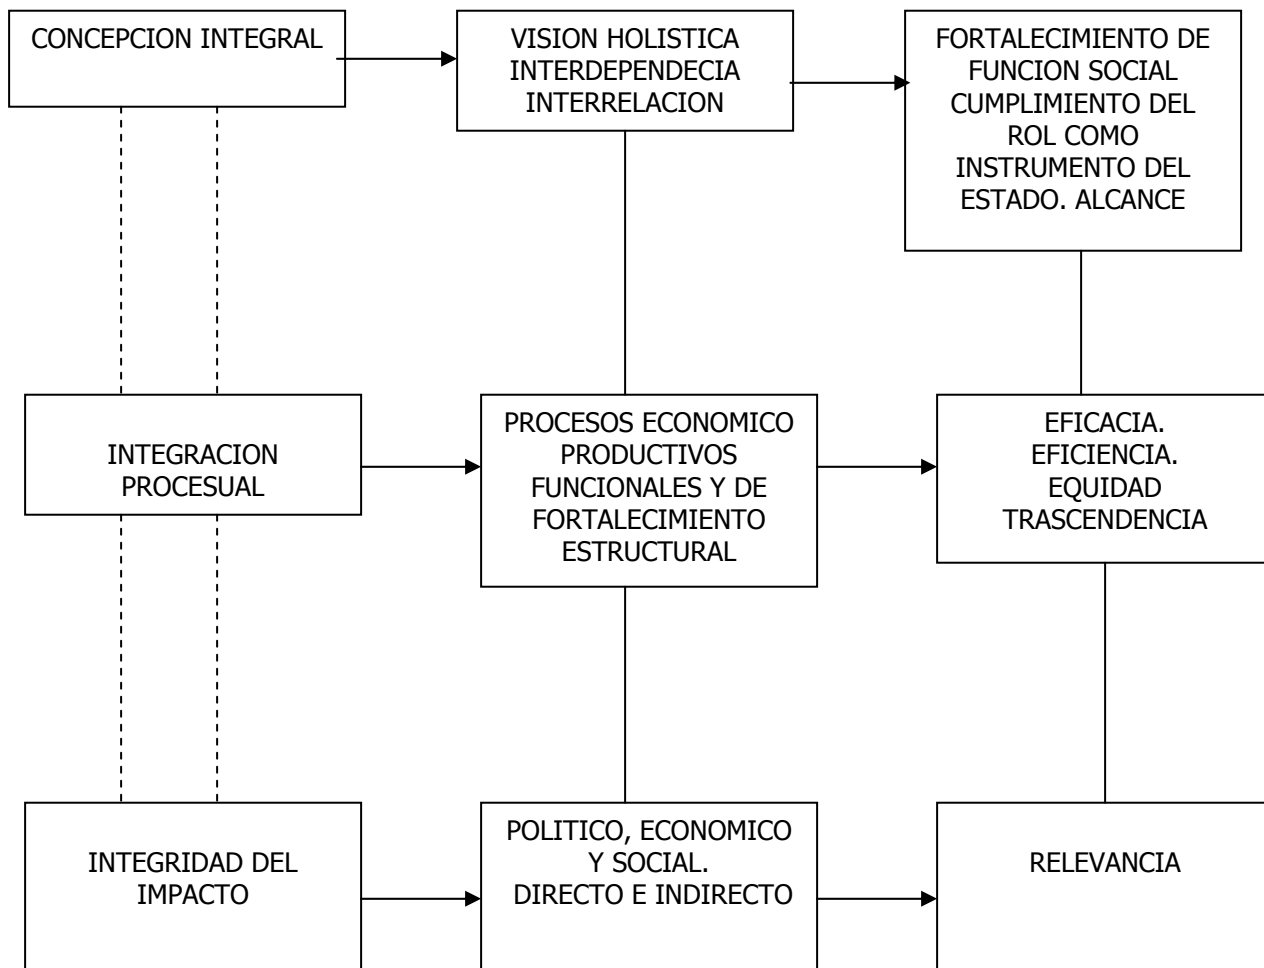 CONCEPCION INTEGRAL
VISION HOLISTICA
INTERDEPENDECIA
INTERRELACION
FORTALECIMIENTO DE
FUNCION SOCIAL
CUMPLIMIENTO DEL
ROL COMO
INSTRUMENTO DEL
ESTADO. ALCANCE
INTEGRACION
PROCESUAL
PROCESOS ECONOMICO
PRODUCTIVOS
FUNCIONALES Y DE
FORTALECIMIENTO
ESTRUCTURAL
EFICACIA.
EFICIENCIA.
EQUIDAD
TRASCENDENCIA
INTEGRIDAD DEL
IMPACTO
POLITICO, ECONOMICO
Y SOCIAL.
DIRECTO E INDIRECTO
RELEVANCIA